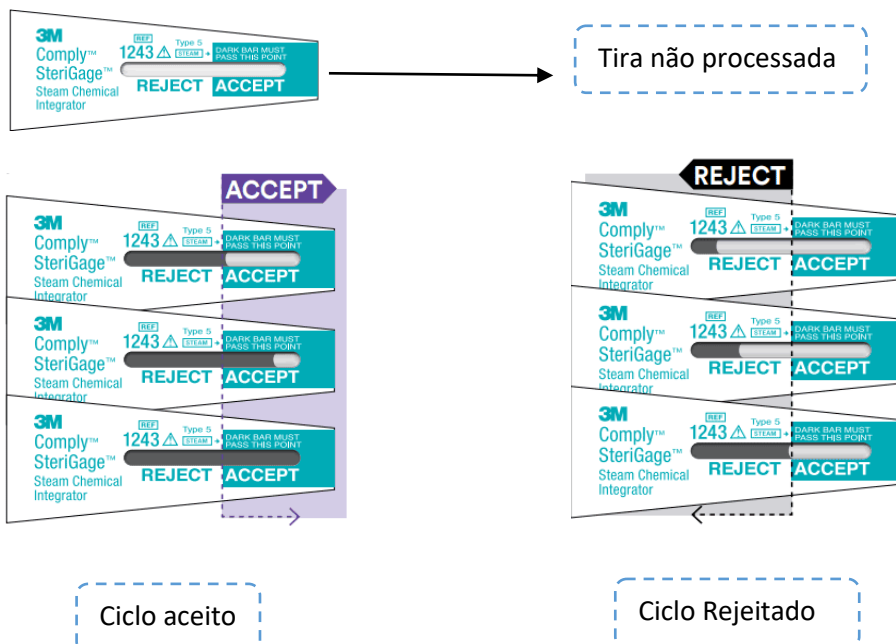 3M
Comply™
SteriGage™
Steam Chemical
Integrator
REF
1243
Type 5
STEAM
DARK BAR MUST
PASS THIS POINT
REJECT ACCEPT
Tira não processada
ACCEPT
3M
Comply™
SteriGage™
Steam Chemical
Integrator
REF
1243
Type 5
STEAM
DARK BAR MUST
PASS THIS POINT
REJECT ACCEPT
3M
Comply™
SteriGage™
Steam Chemical
Integrator
REF
1243
Type 5
STEAM
DARK BAR MUST
PASS THIS POINT
REJECT ACCEPT
3M
Comply™
SteriGage™
Steam Chemical
Integrator
REF
1243
Type 5
STEAM
DARK BAR MUST
PASS THIS POINT
REJECT ACCEPT
Ciclo aceito
REJECT
3M
Comply™
SteriGage™
Steam Chemical
Integrator
REF
1243
Type 5
STEAM
DARK BAR MUST
PASS THIS POINT
REJECT ACCEPT
3M
Comply™
SteriGage™
Steam Chemical
Integrator
REF
1243
Type 5
STEAM
DARK BAR MUST
PASS THIS POINT
REJECT ACCEPT
3M
Comply™
SteriGage™
Steam Chemical
Integrator
REF
1243
Type 5
STEAM
DARK BAR MUST
PASS THIS POINT
REJECT ACCEPT
Ciclo Rejeitado